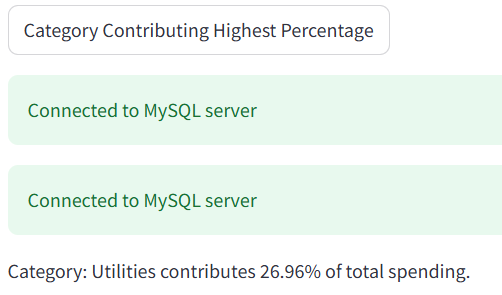 Category Contributing Highest Percentage
Connected to MySQL server
Connected to MySQL server
Category: Utilities contributes 26.96% of total spending.